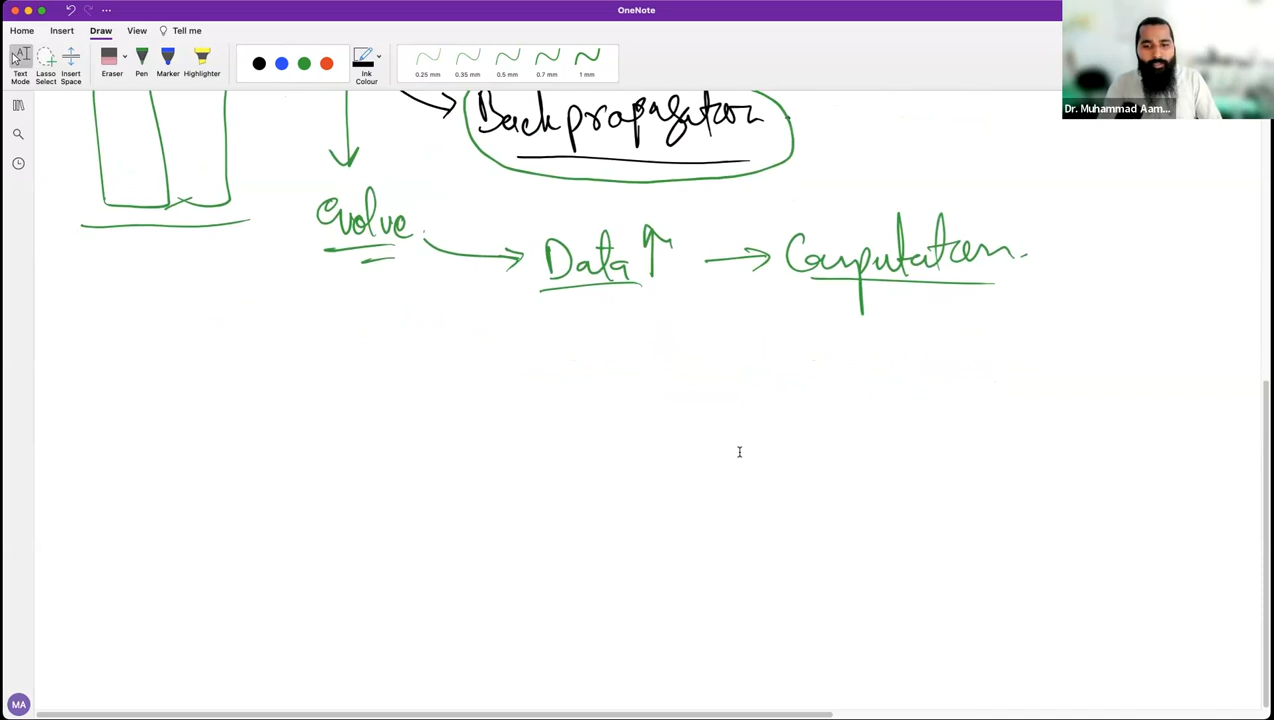 OneNote
Home Insert Draw View Tell me
Text Mode
Lasso Select
Insert Space
Eraser
Pen
Marker
Highlighter
Ink Colour
0.25 mm 0.35 mm 0.5 mm 0.7 mm 1 mm
Dr. Muhammad Aam...
Backpropagation
evolve
Data ↑ → Computation.
MA